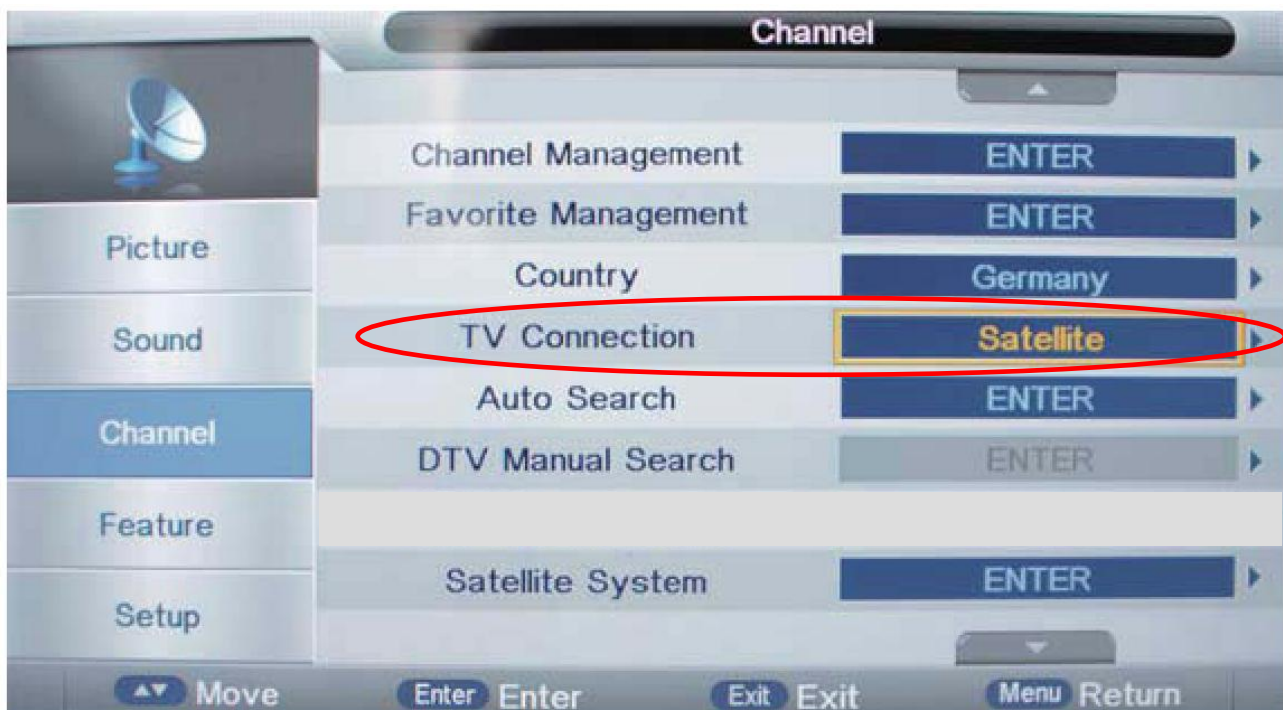 Channel
Channel Management ENTER
Favorite Management ENTER
Picture
Country Germany
Sound
TV Connection Satellite
Auto Search ENTER
Channel
DTV Manual Search ENTER
Feature
Satellite System ENTER
Setup
Move Enter Enter Exit Exit Menu Return